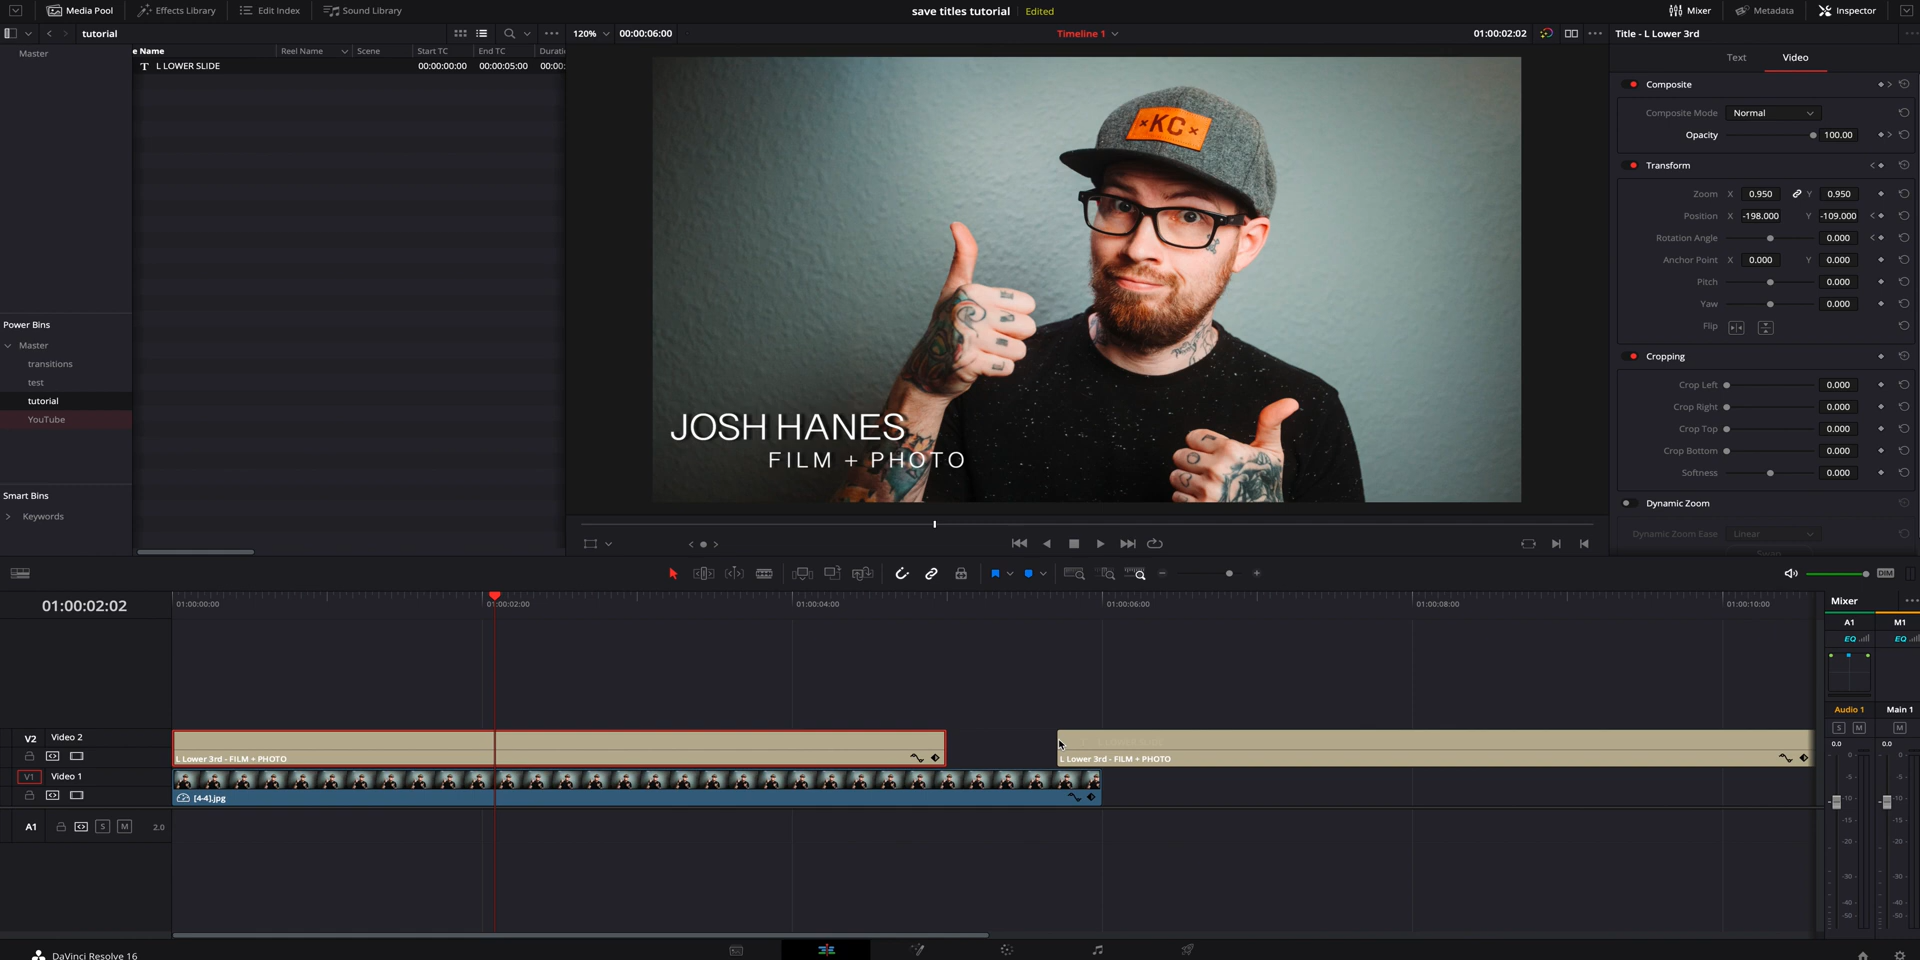 Media Pool Effects Library Edit Index Sound Library save titles tutorial Edited Mixer Metadata Inspector
tutorial 120% 00:00:06:00 Timeline 1 01:00:02:02 Title - L Lower 3rd
Master
e Name Reel Name Scene Start TC End TC
T L LOWER SLIDE 00:00:00:00 00:00:05:00 00:00:
Text Video
Composite
Composite Mode Normal
Opacity 100.00
Transform
Zoom X 0.950 Y 0.950
Position X -198.000 Y -109.000
Rotation Angle 0.000
Anchor Point X 0.000 Y 0.000
Pitch 0.000
Yaw 0.000
Flip
Cropping
Crop Left 0.000
Crop Right 0.000
Crop Top 0.000
Crop Bottom 0.000
Softness 0.000
Dynamic Zoom
Dynamic Zoom Ease Linear
Swap
Power Bins
Master
transitions
test
tutorial
YouTube
Smart Bins
Keywords
×KC×
JOSH HANES
FILM + PHOTO
DIM
01:00:02:02
01:00:00:00 01:00:02:00 01:00:04:00 01:00:06:00 01:00:08:00 01:00:10:00
V2 Video 2
L Lower 3rd - FILM + PHOTO
L Lower 3rd - FILM + PHOTO
V1 Video 1
[4-4].jpg
A1 S M 2.0
Mixer
A1 M1
EQ EQ
Audio 1 Main 1
S M M
0.0 0.0
0
-5
-10
-15
-20
-30
-40
-50
DaVinci Resolve 16